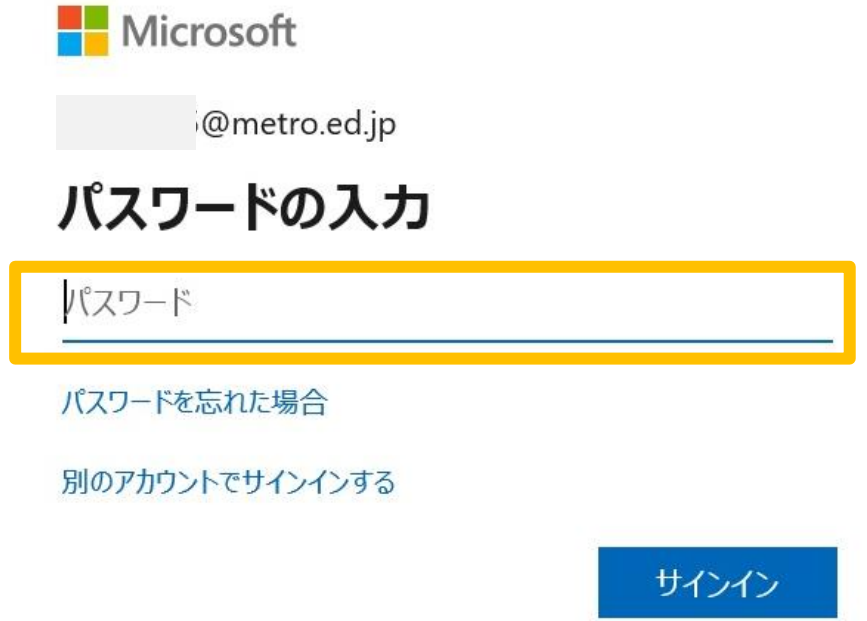 Microsoft
@metro.ed.jp
パスワードの入力
パスワード
パスワードを忘れた場合
別のアカウントでサインインする
サインイン